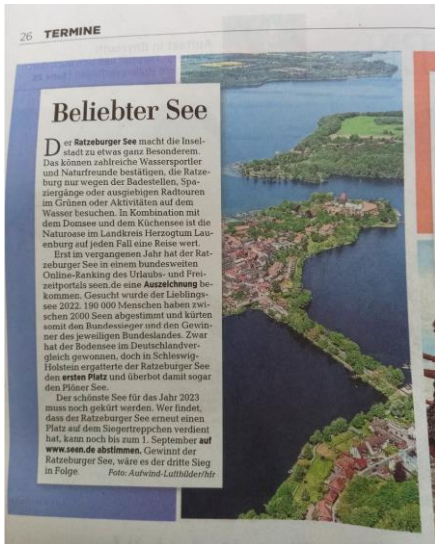 26 TERMINE
Beliebter See
Der Ratzeburger See macht die Insel-
stadt zu etwas ganz Besonderem.
Das können zahlreiche Wassersportler
und Naturfreunde bestätigen, die Ratze-
burg nur wegen der Badestellen, Spa-
ziergänge oder ausgiebigen Radtouren
im Grünen oder Aktivitäten auf dem
Wasser besuchen. In Kombination mit
dem Domsee und dem Küchensee ist die
Naturoase im Landkreis Herzogtum Lau-
enburg auf jeden Fall eine Reise wert.
Erst im vergangenen Jahr hat der Rat-
zeburger See in einem bundesweiten
Online-Ranking des Urlaubs- und Frei-
zeitportals seen.de eine Auszeichnung be-
kommen. Gesucht wurde der Lieblings-
see 2022. 190 000 Menschen haben zwi-
schen 2000 Seen abgestimmt und kürten
somit den Bundessieger und den Gewin-
ner des jeweiligen Bundeslandes. Zwar
hat der Bodensee im Deutschlandver-
gleich gewonnen, doch in Schleswig-
Holstein ergatterte der Ratzeburger See
den ersten Platz und überbot damit sogar
den Plöner See.
Der schönste See für das Jahr 2023
muss noch gekürt werden. Wer findet,
dass der Ratzeburger See erneut einen
Platz auf dem Siegertreppchen verdient
hat, kann noch bis zum 1. September auf
www.seen.de abstimmen. Gewinnt der
Ratzeburger See, wäre es der dritte Sieg
in Folge. Foto: Aufwind-Luftbilder/hfr